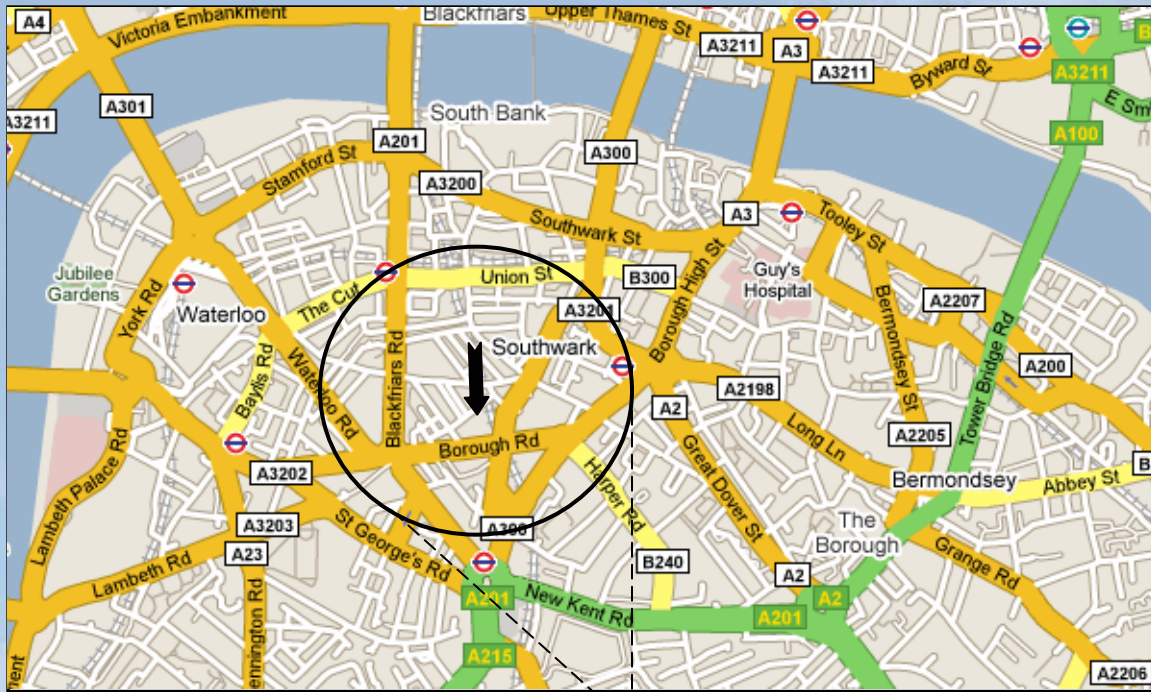 A4
Victoria Embankment
Blackfriars
Upper Thames St
A3211
A3
A3211
Byward St
A3211
B
E Sm
A301
A3211
South Bank
A201
A300
A100
Stamford St
A3200
Southwark St
A3
Tooley St
Jubilee
Gardens
Union St
B300
Guy's
Hospital
York Rd
The Cut
A3201
Borough High St
Bermondsey St
A2207
Waterloo
Blackfriars Rd
Southwark
Tower Bridge Rd
A200
Baylis Rd
Waterloo Rd
A2198
A2
Long Ln
A2205
Borough Rd
Great Dover St
Lambeth Palace Rd
A3202
Harper Rd
Bermondsey
B
Abbey St
A3203
St George's Rd
A300
The
Borough
A23
B240
Grange Rd
Lambeth Rd
A2
A201
New Kent Rd
A201
A2
ennington Rd
A215
ment
A2206